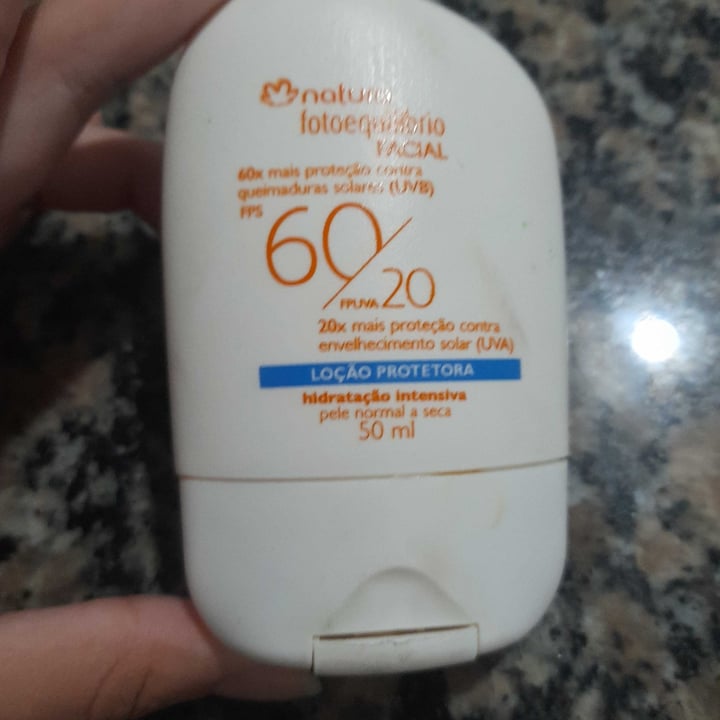 natura
fotoequilíbrio
FACIAL
60x mais proteção contra
queimaduras solares (UVB)
FPS
60/20
FPUVA
20x mais proteção contra
envelhecimento solar (UVA)
LOÇÃO PROTETORA
hidratação intensiva
pele normal a seca
50 ml